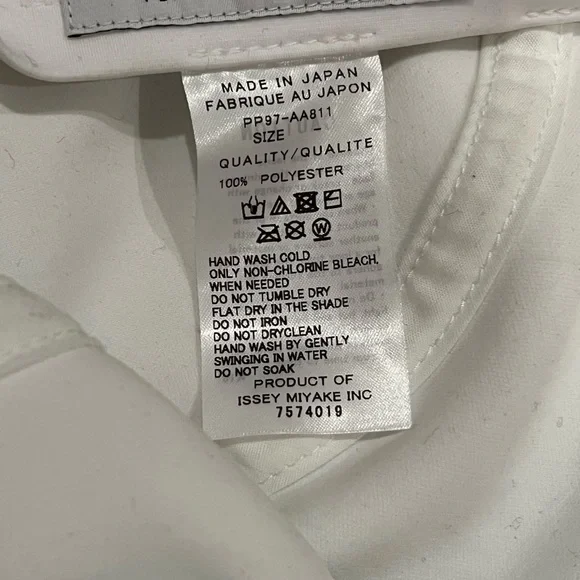 MADE IN JAPAN
FABRIQUE AU JAPON
PP97-AA811
SIZE –
QUALITY/QUALITE
100% POLYESTER
HAND WASH COLD
ONLY NON-CHLORINE BLEACH,
WHEN NEEDED
DO NOT TUMBLE DRY
FLAT DRY IN THE SHADE
DO NOT IRON
DO NOT DRYCLEAN
HAND WASH BY GENTLY
SWINGING IN WATER
DO NOT SOAK
PRODUCT OF
ISSEY MIYAKE INC
7574019